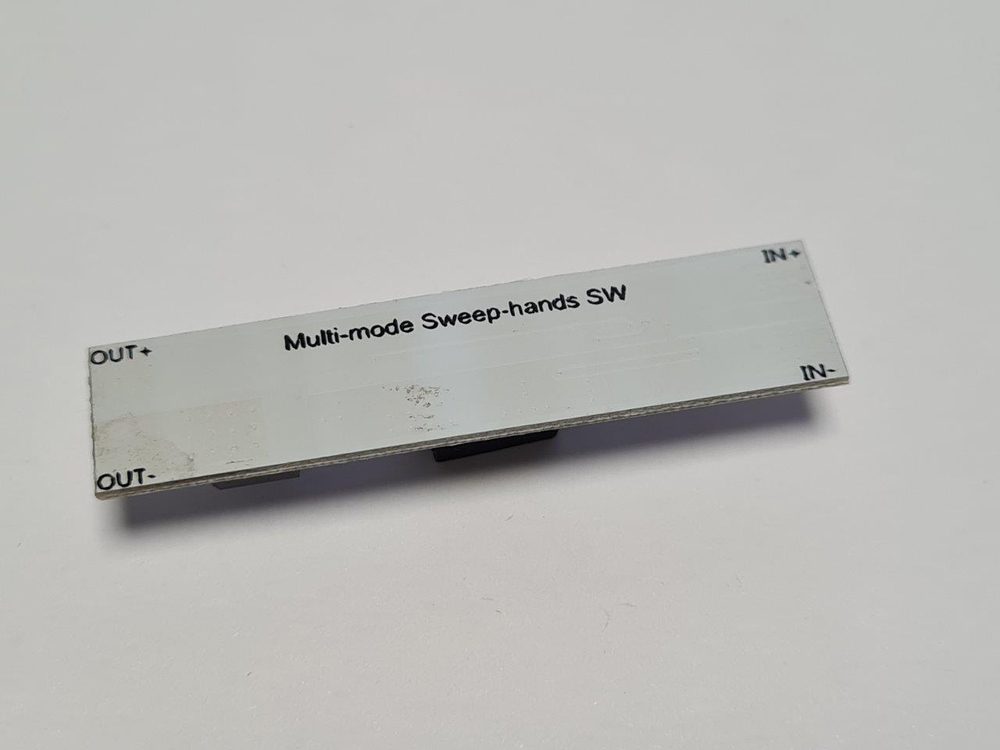 IN+
Multi-mode Sweep-hands SW
OUT+
IN-
OUT-